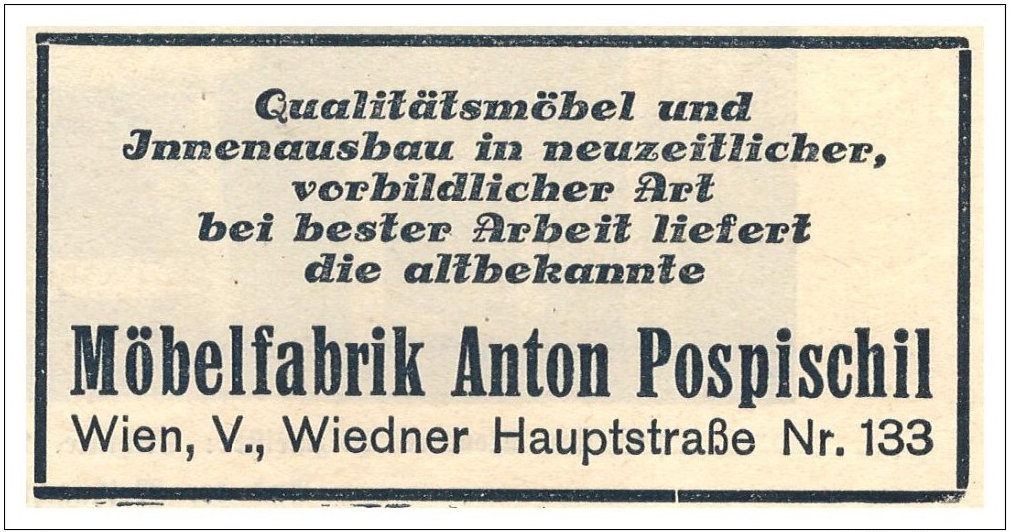 Qualitätsmöbel und
Innenausbau in neuzeitlicher,
vorbildlicher Art
bei bester Arbeit liefert
die altbekannte
Möbelfabrik Anton Pospischil
Wien, V., Wiedner Hauptstraße Nr. 133